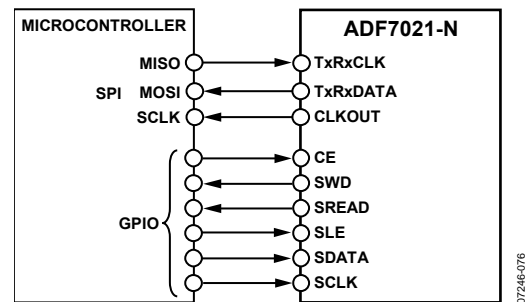 MICROCONTROLLER
ADF7021-N
MISO
TxRxCLK
SPI
MOSI
TxRxDATA
SCLK
CLKOUT
CE
SWD
SREAD
GPIO
SLE
SDATA
SCLK
07246-076